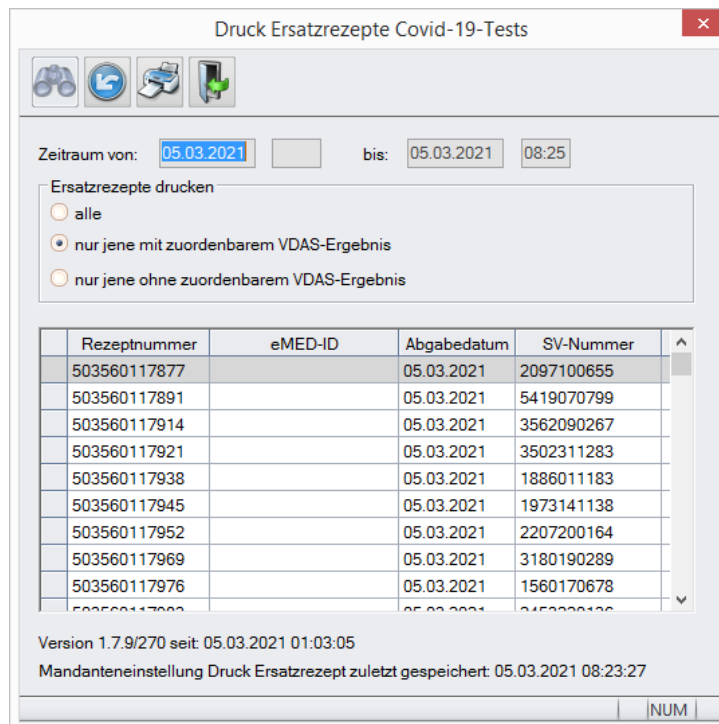 Druck Ersatzrezepte Covid-19-Tests
Zeitraum von: 05.03.2021 bis: 05.03.2021 08:25
Ersatzrezepte drucken
alle
nur jene mit zuordenbarem VDAS-Ergebnis
nur jene ohne zuordenbarem VDAS-Ergebnis
Rezeptnummer eMED-ID Abgabedatum SV-Nummer
503560117877 05.03.2021 2097100655
503560117891 05.03.2021 5419070799
503560117914 05.03.2021 3562090267
503560117921 05.03.2021 3502311283
503560117938 05.03.2021 1886011183
503560117945 05.03.2021 1973141138
503560117952 05.03.2021 2207200164
503560117969 05.03.2021 3180190289
503560117976 05.03.2021 1560170678
Version 1.7.9/270 seit: 05.03.2021 01:03:05
Mandanteneinstellung Druck Ersatzrezept zuletzt gespeichert: 05.03.2021 08:23:27
NUM